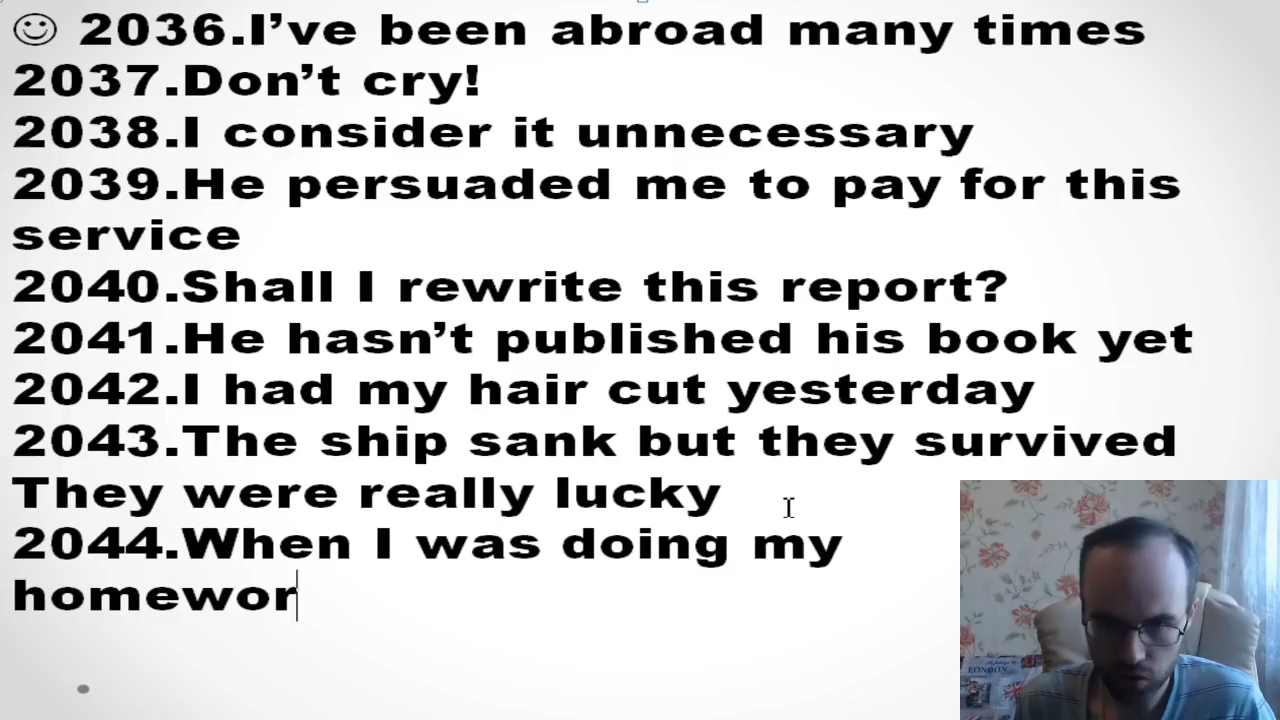 ☺ 2036.I’ve been abroad many times
2037.Don’t cry!
2038.I consider it unnecessary
2039.He persuaded me to pay for this
service
2040.Shall I rewrite this report?
2041.He hasn’t published his book yet
2042.I had my hair cut yesterday
2043.The ship sank but they survived
They were really lucky
2044.When I was doing my
homewor
LONDON